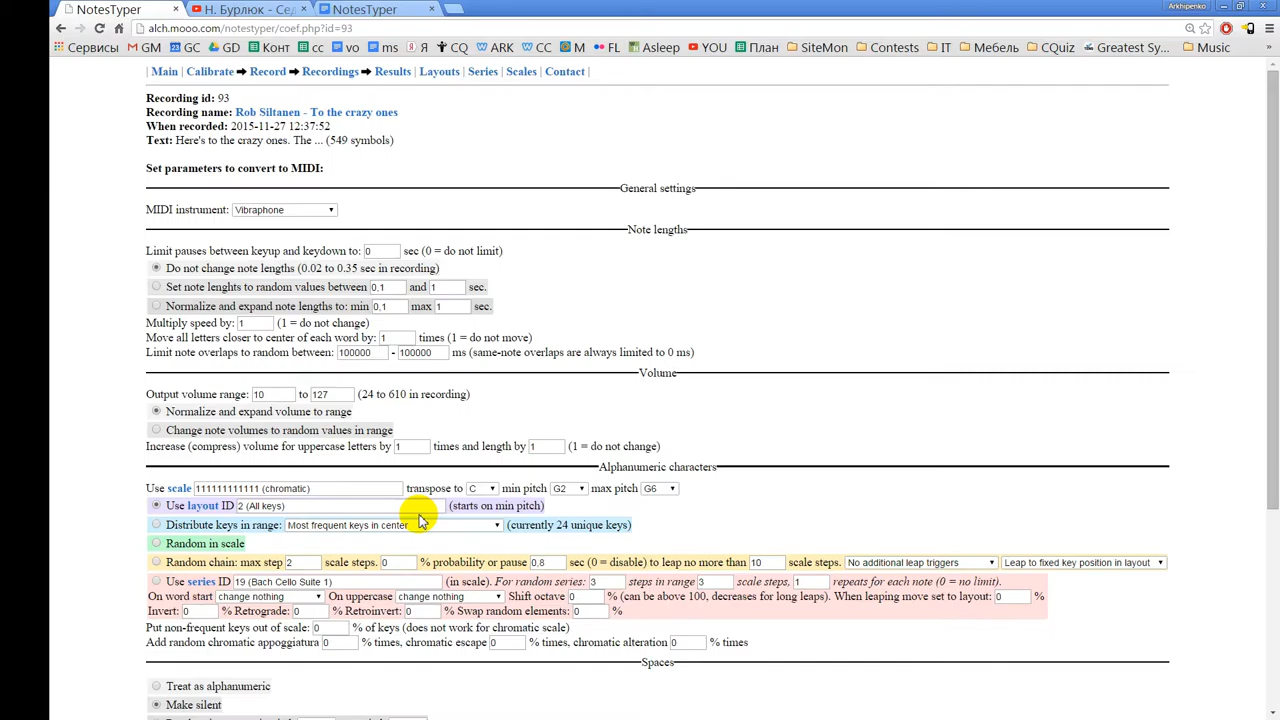 NotesTyper × Н. Бурлюк - Се × NotesTyper ×
Arkhipenko
alch.mooo.com/notestyper/coef.php?id=93
Сервисы GM GC GD Конт cc vo ms Я CQ ARK CC M FL Asleep YOU План SiteMon Contests IT Мебель CQuiz Greatest Sy... Music
| Main | Calibrate ➡ Record ➡ Recordings ➡ Results | Layouts | Series | Scales | Contact |
Recording id: 93
Recording name: Rob Siltanen - To the crazy ones
When recorded: 2015-11-27 12:37:52
Text: Here's to the crazy ones. The ... (549 symbols)
Set parameters to convert to MIDI:
General settings
MIDI instrument: Vibraphone
Note lengths
Limit pauses between keyup and keydown to: 0 sec (0 = do not limit)
Do not change note lengths (0.02 to 0.35 sec in recording)
Set note lenghts to random values between 0,1 and 1 sec.
Normalize and expand note lengths to: min 0,1 max 1 sec.
Multiply speed by: 1 (1 = do not change)
Move all letters closer to center of each word by: 1 times (1 = do not move)
Limit note overlaps to random between: 100000 - 100000 ms (same-note overlaps are always limited to 0 ms)
Volume
Output volume range: 10 to 127 (24 to 610 in recording)
Normalize and expand volume to range
Change note volumes to random values in range
Increase (compress) volume for uppercase letters by 1 times and length by 1 (1 = do not change)
Alphanumeric characters
Use scale 111111111111 (chromatic) transpose to C min pitch G2 max pitch G6
Use layout ID 2 (All keys) (starts on min pitch)
Distribute keys in range: Most frequent keys in center (currently 24 unique keys)
Random in scale
Random chain: max step 2 scale steps. 0 % probability or pause 0,8 sec (0 = disable) to leap no more than 10 scale steps. No additional leap triggers Leap to fixed key position in layout
Use series ID 19 (Bach Cello Suite 1) (in scale). For random series: 3 steps in range 3 scale steps, 1 repeats for each note (0 = no limit).
On word start change nothing On uppercase change nothing Shift octave 0 % (can be above 100, decreases for long leaps). When leaping move set to layout: 0 %
Invert: 0 % Retrograde: 0 % Retroinvert: 0 % Swap random elements: 0 %
Put non-frequent keys out of scale: 0 % of keys (does not work for chromatic scale)
Add random chromatic appoggiatura 0 % times, chromatic escape 0 % times, chromatic alteration 0 % times
Spaces
Treat as alphanumeric
Make silent